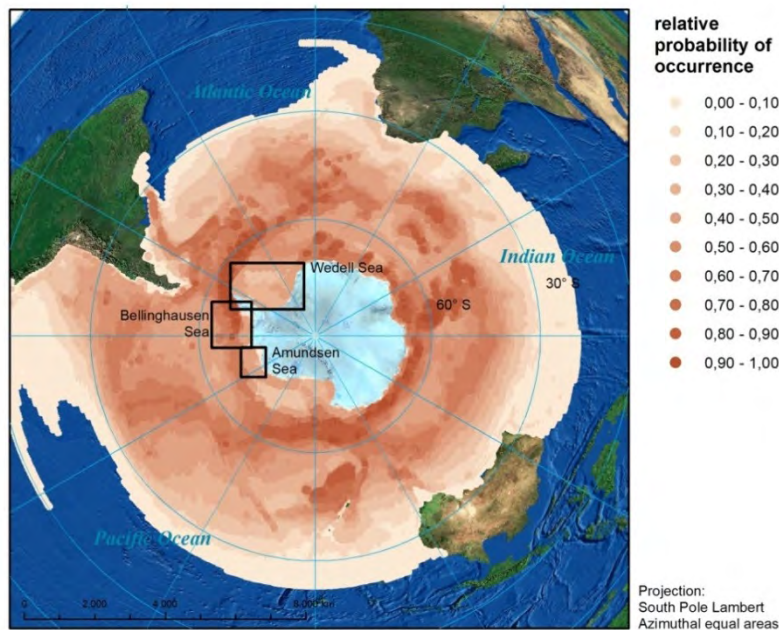 relative
probability of
occurrence
0,00 - 0,10
0,10 - 0,20
0,20 - 0,30
0,30 - 0,40
0,40 - 0,50
0,50 - 0,60
0,60 - 0,70
0,70 - 0,80
0,80 - 0,90
0,90 - 1,00
Atlantic Ocean
Indian Ocean
Wedell Sea
30° S
60° S
Bellinghausen
Sea
Amundsen
Sea
Pacific Ocean
0
2.000
4.000
6.000
8.000 km
Projection:
South Pole Lambert
Azimuthal equal areas